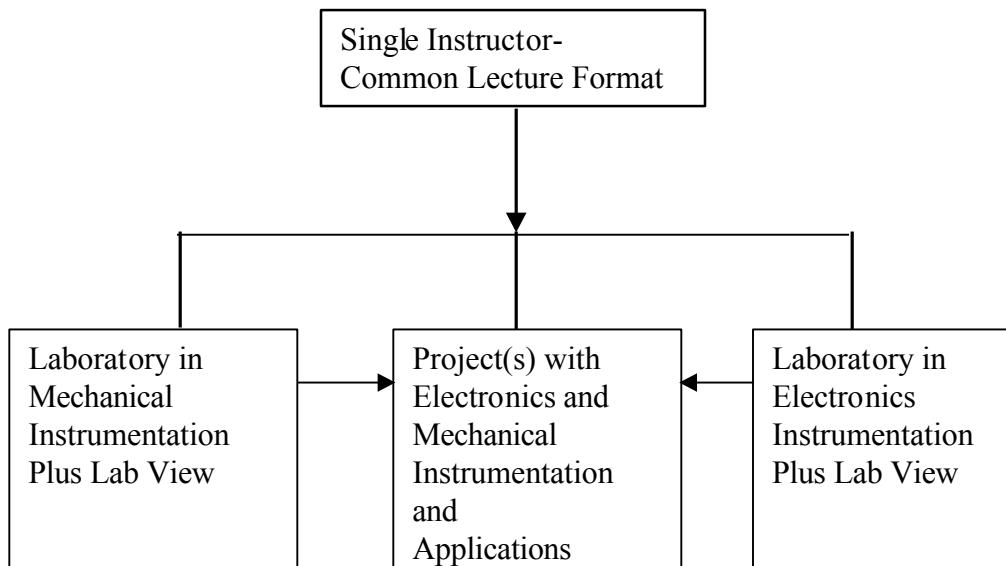 Single Instructor-
Common Lecture Format
Laboratory in
Mechanical
Instrumentation
Plus Lab View
Project(s) with
Electronics and
Mechanical
Instrumentation
and
Applications
Laboratory in
Electronics
Instrumentation
Plus Lab View